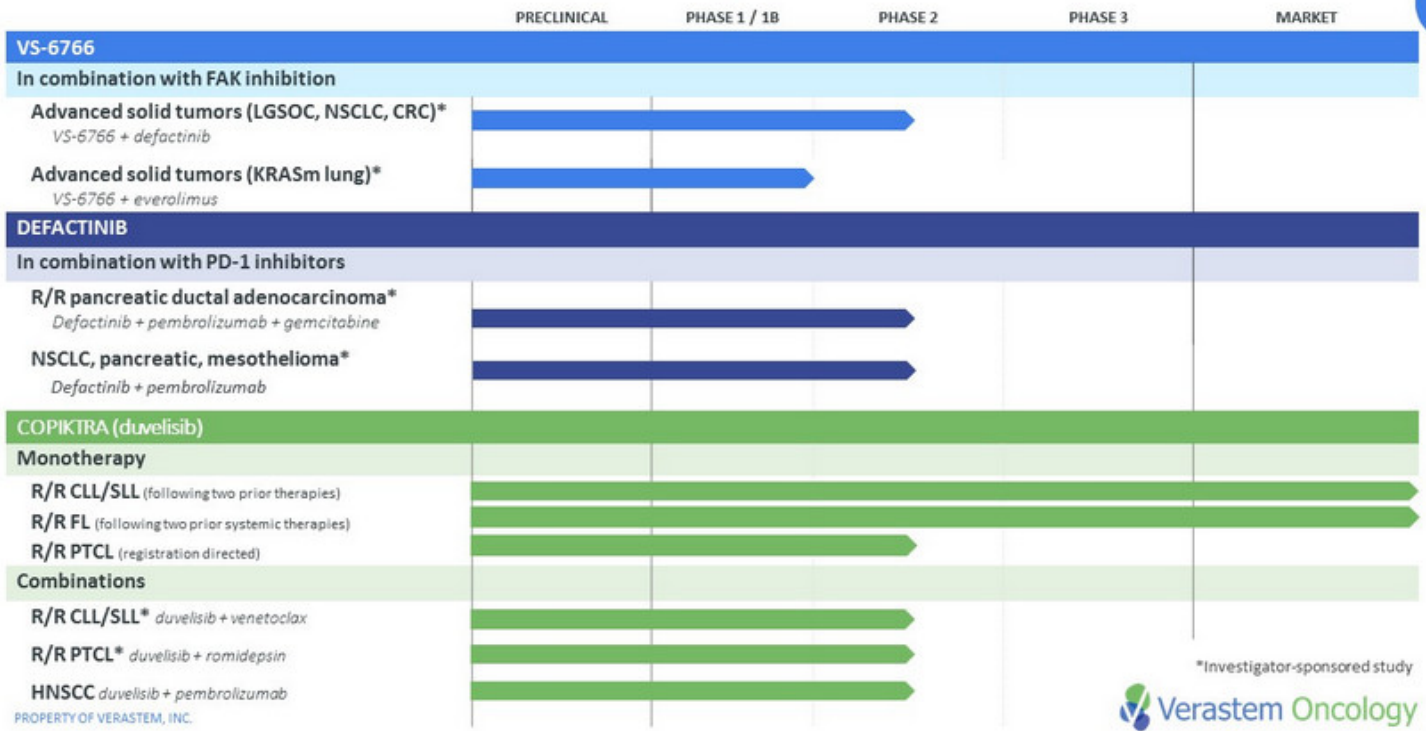 PRECLINICAL PHASE 1 / 1B PHASE 2 PHASE 3 MARKET
VS-6766
In combination with FAK inhibition
Advanced solid tumors (LGSOC, NSCLC, CRC)*
VS-6766 + defactinib
Advanced solid tumors (KRASm lung)*
VS-6766 + everolimus
DEFACTINIB
In combination with PD-1 inhibitors
R/R pancreatic ductal adenocarcinoma*
Defactinib + pembrolizumab + gemcitabine
NSCLC, pancreatic, mesothelioma*
Defactinib + pembrolizumab
COPIKTRA (duvelisib)
Monotherapy
R/R CLL/SLL (following two prior therapies)
R/R FL (following two prior systemic therapies)
R/R PTCL (registration directed)
Combinations
R/R CLL/SLL* duvelisib + venetoclax
R/R PTCL* duvelisib + romidepsin
HNSCC duvelisib + pembrolizumab
*Investigator-sponsored study
PROPERTY OF VERASTEM, INC.
Verastem Oncology